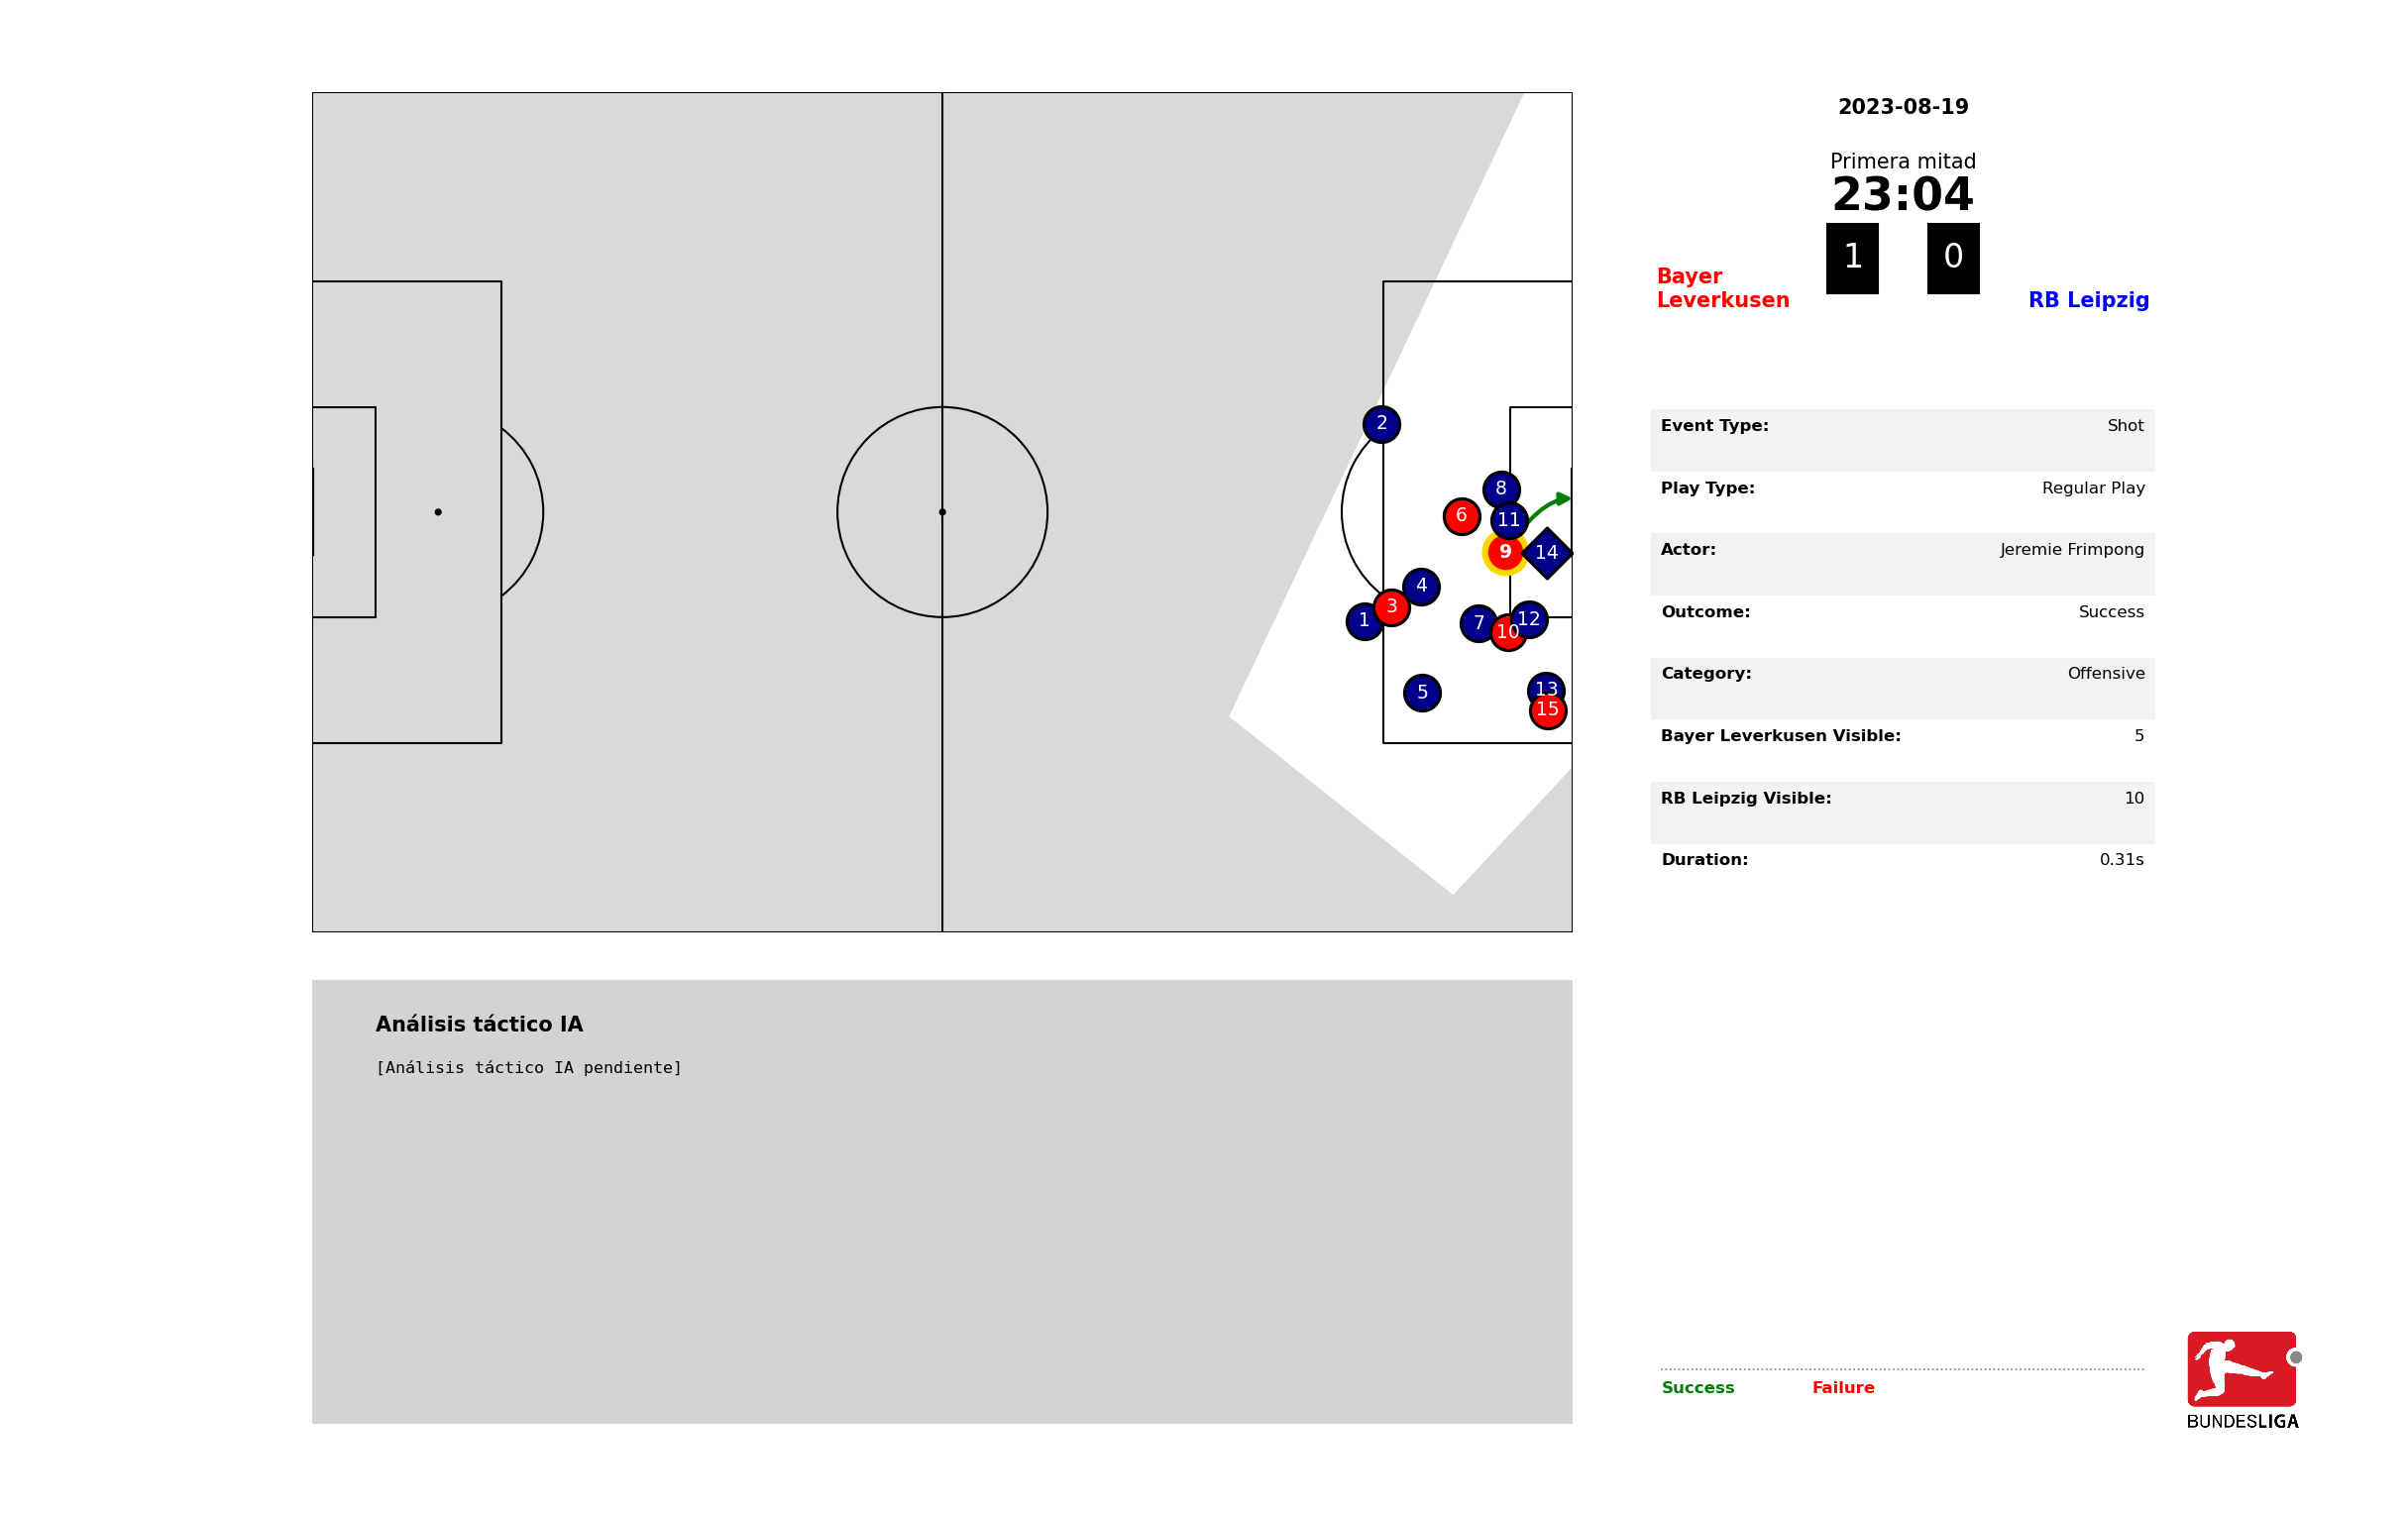 2023-08-19
Primera mitad
23:04
1 0
Bayer
Leverkusen
RB Leipzig
2
8
6
11
9
14
4
3
1
7
12
10
5
13
15
Event Type: Shot
Play Type: Regular Play
Actor: Jeremie Frimpong
Outcome: Success
Category: Offensive
Bayer Leverkusen Visible: 5
RB Leipzig Visible: 10
Duration: 0.31s
Análisis táctico IA
[Análisis táctico IA pendiente]
Success Failure
BUNDESLIGA